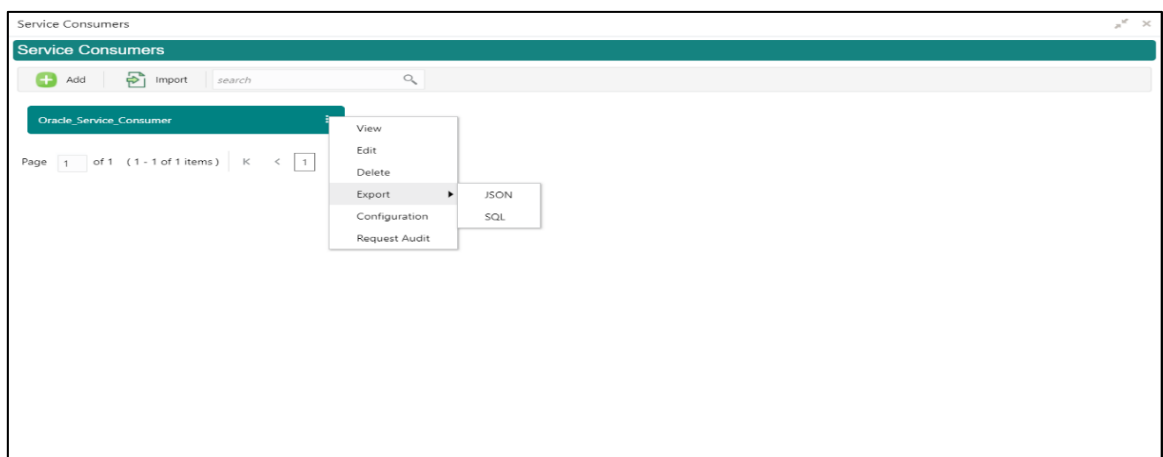 Service Consumers
Service Consumers
Add Import search
Oracle_Service_Consumer
Page 1 of 1 ( 1 - 1 of 1 items ) K < 1
View
Edit
Delete
Export
Configuration
Request Audit
JSON
SQL